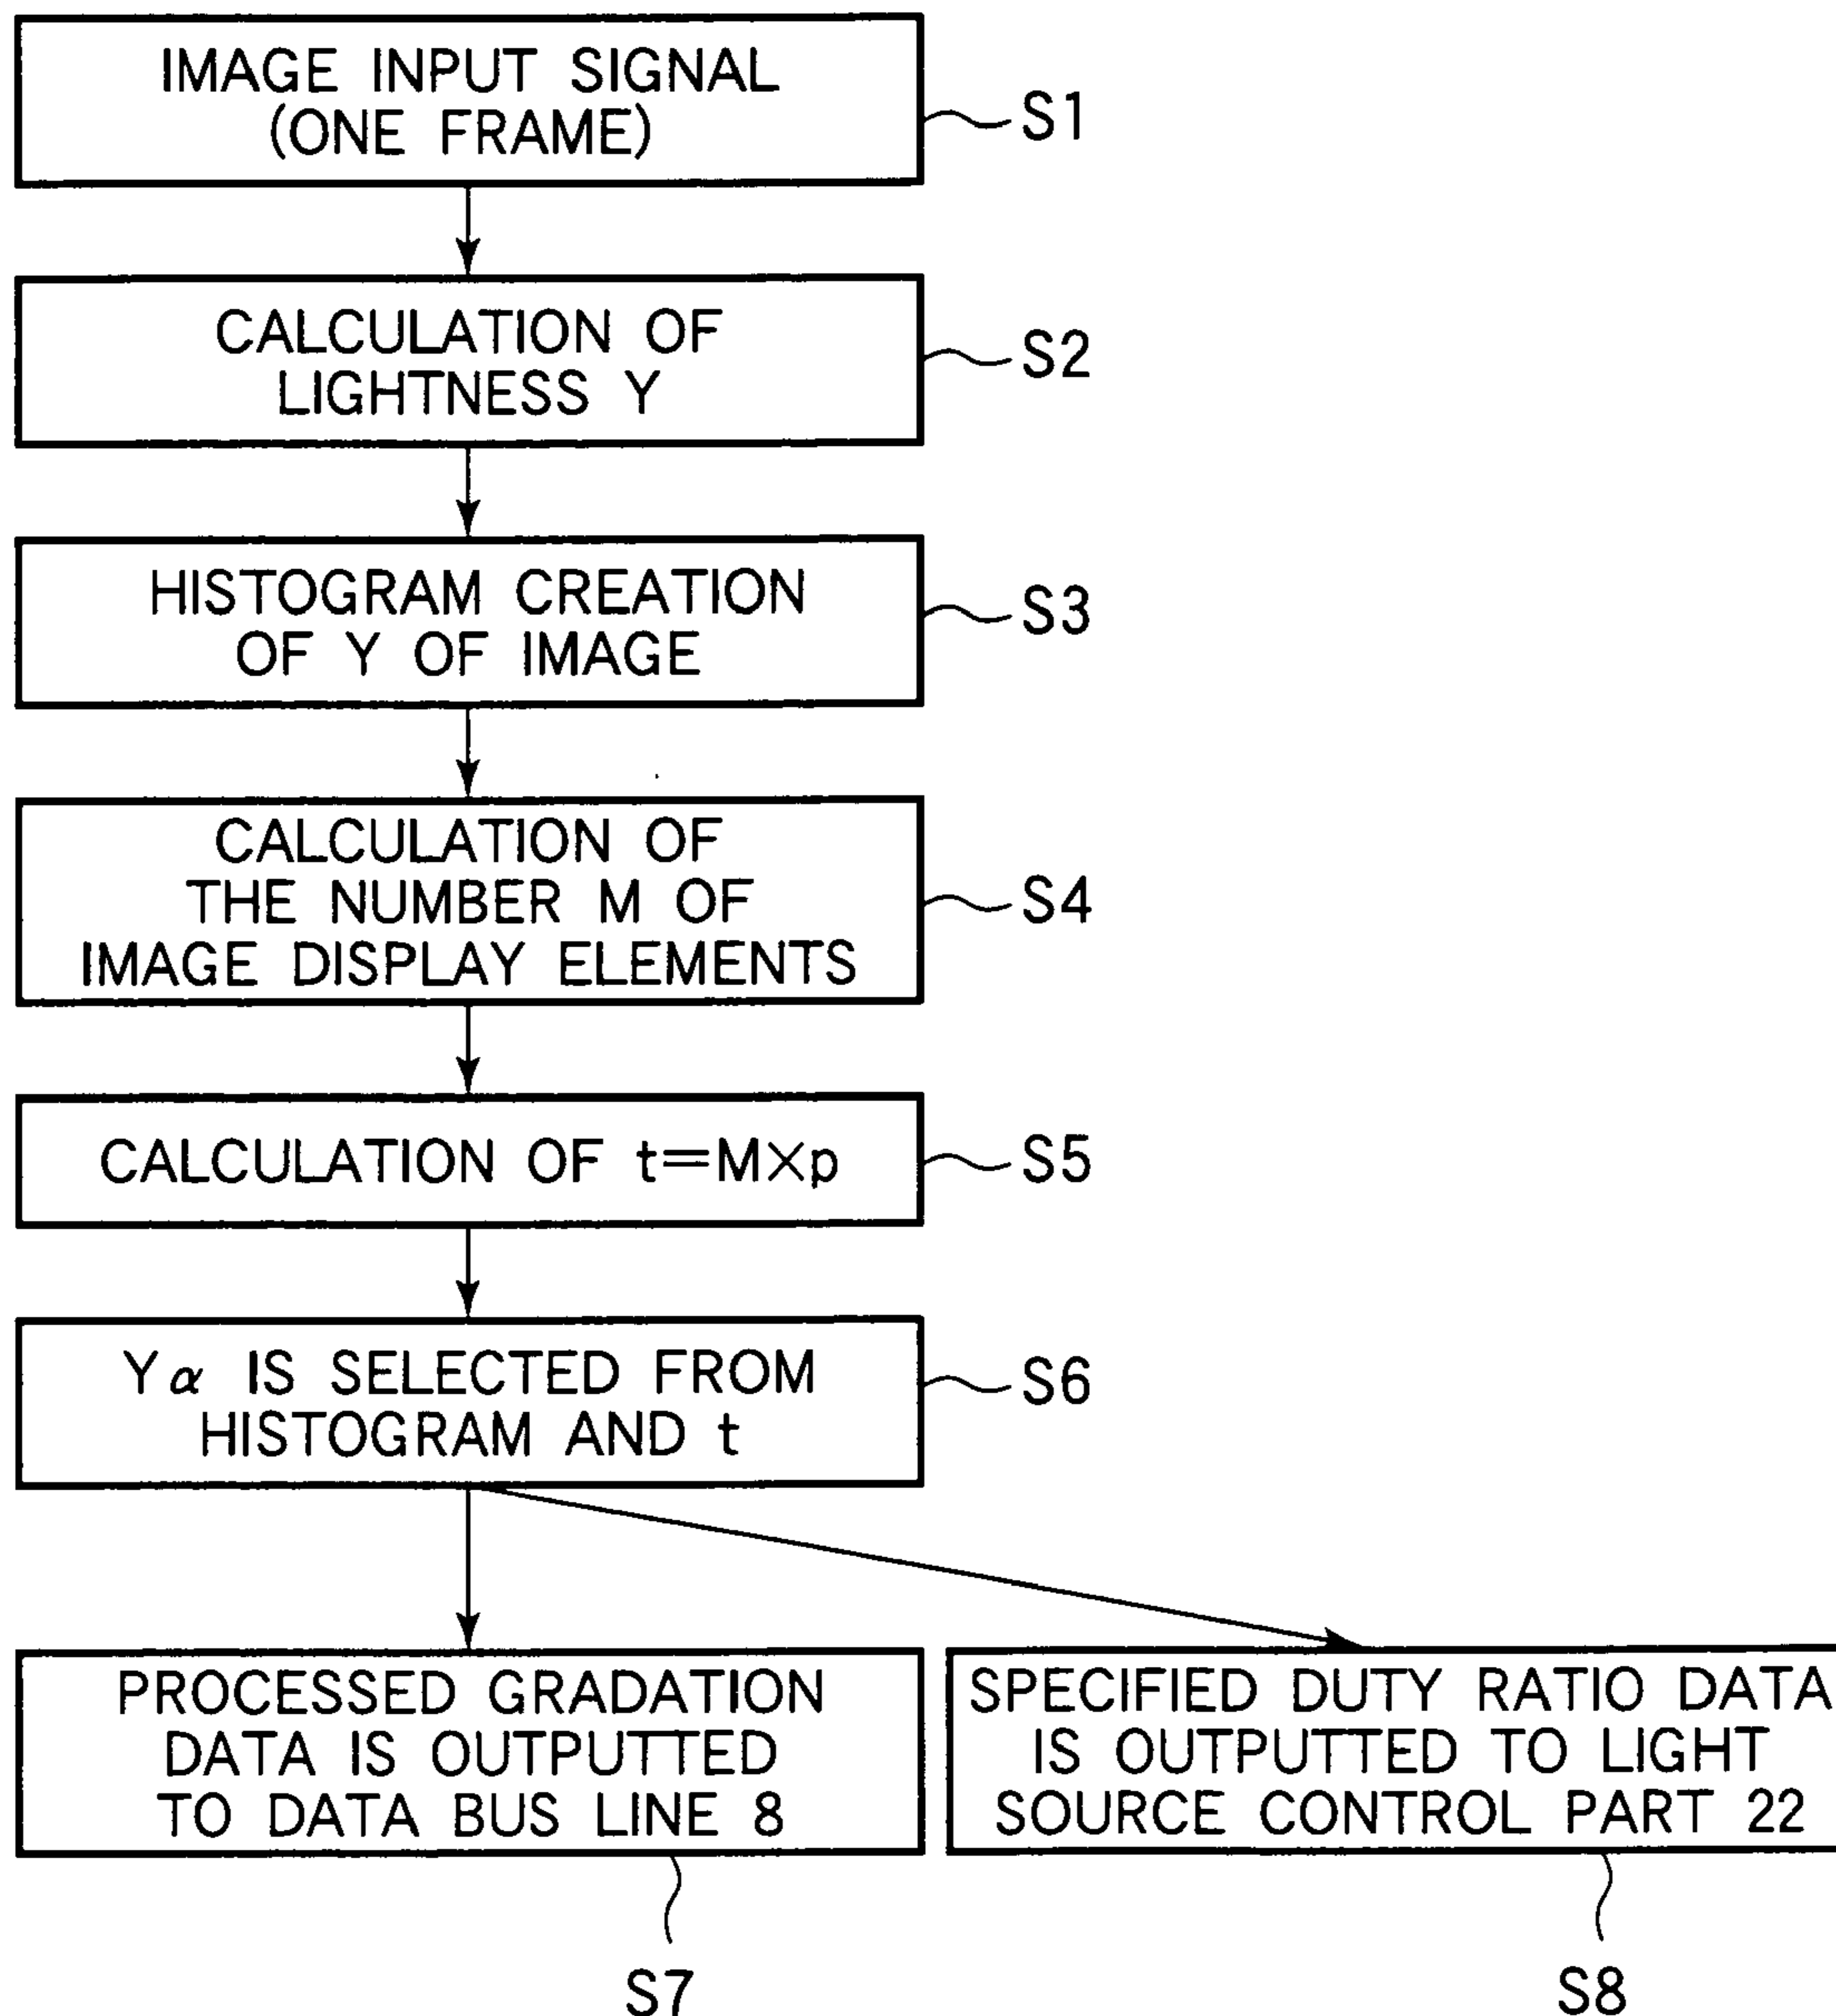 IMAGE INPUT SIGNAL
(ONE FRAME)
S1
CALCULATION OF
LIGHTNESS Y
S2
HISTOGRAM CREATION
OF Y OF IMAGE
S3
CALCULATION OF
THE NUMBER M OF
IMAGE DISPLAY ELEMENTS
S4
CALCULATION OF t=M×p
S5
Yα IS SELECTED FROM
HISTOGRAM AND t
S6
PROCESSED GRADATION
DATA IS OUTPUTTED
TO DATA BUS LINE 8
S7
SPECIFIED DUTY RATIO DATA
IS OUTPUTTED TO LIGHT
SOURCE CONTROL PART 22
S8